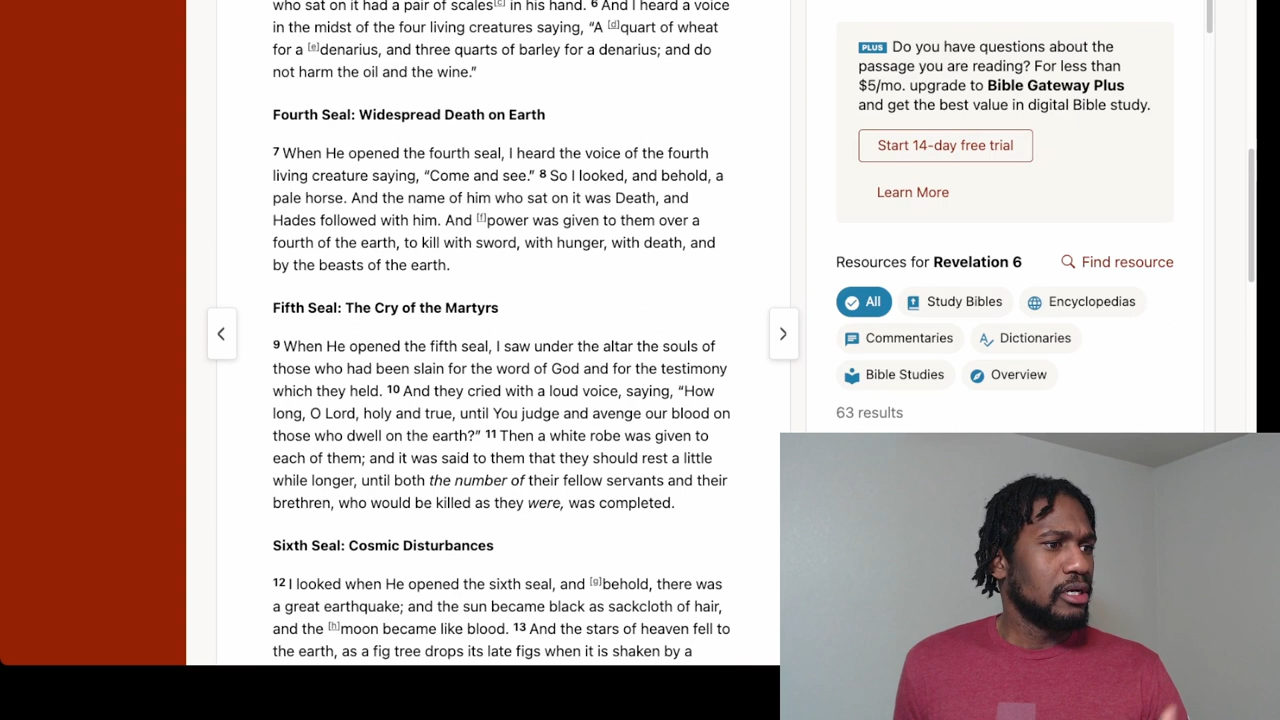 who sat on it had a pair of scales[c] in his hand. 6 And I heard a voice
in the midst of the four living creatures saying, “A [d]quart of wheat
for a [e]denarius, and three quarts of barley for a denarius; and do
not harm the oil and the wine.”
Fourth Seal: Widespread Death on Earth
7 When He opened the fourth seal, I heard the voice of the fourth
living creature saying, “Come and see.” 8 So I looked, and behold, a
pale horse. And the name of him who sat on it was Death, and
Hades followed with him. And [f]power was given to them over a
fourth of the earth, to kill with sword, with hunger, with death, and
by the beasts of the earth.
Fifth Seal: The Cry of the Martyrs
9 When He opened the fifth seal, I saw under the altar the souls of
those who had been slain for the word of God and for the testimony
which they held. 10 And they cried with a loud voice, saying, “How
long, O Lord, holy and true, until You judge and avenge our blood on
those who dwell on the earth?” 11 Then a white robe was given to
each of them; and it was said to them that they should rest a little
while longer, until both the number of their fellow servants and their
brethren, who would be killed as they were, was completed.
Sixth Seal: Cosmic Disturbances
12 I looked when He opened the sixth seal, and [g]behold, there was
a great earthquake; and the sun became black as sackcloth of hair,
and the [h]moon became like blood. 13 And the stars of heaven fell to
the earth, as a fig tree drops its late figs when it is shaken by a
PLUS Do you have questions about the
passage you are reading? For less than
$5/mo. upgrade to Bible Gateway Plus
and get the best value in digital Bible study.
Start 14-day free trial
Learn More
Resources for Revelation 6 Find resource
All Study Bibles Encyclopedias
Commentaries Dictionaries
Bible Studies Overview
63 results